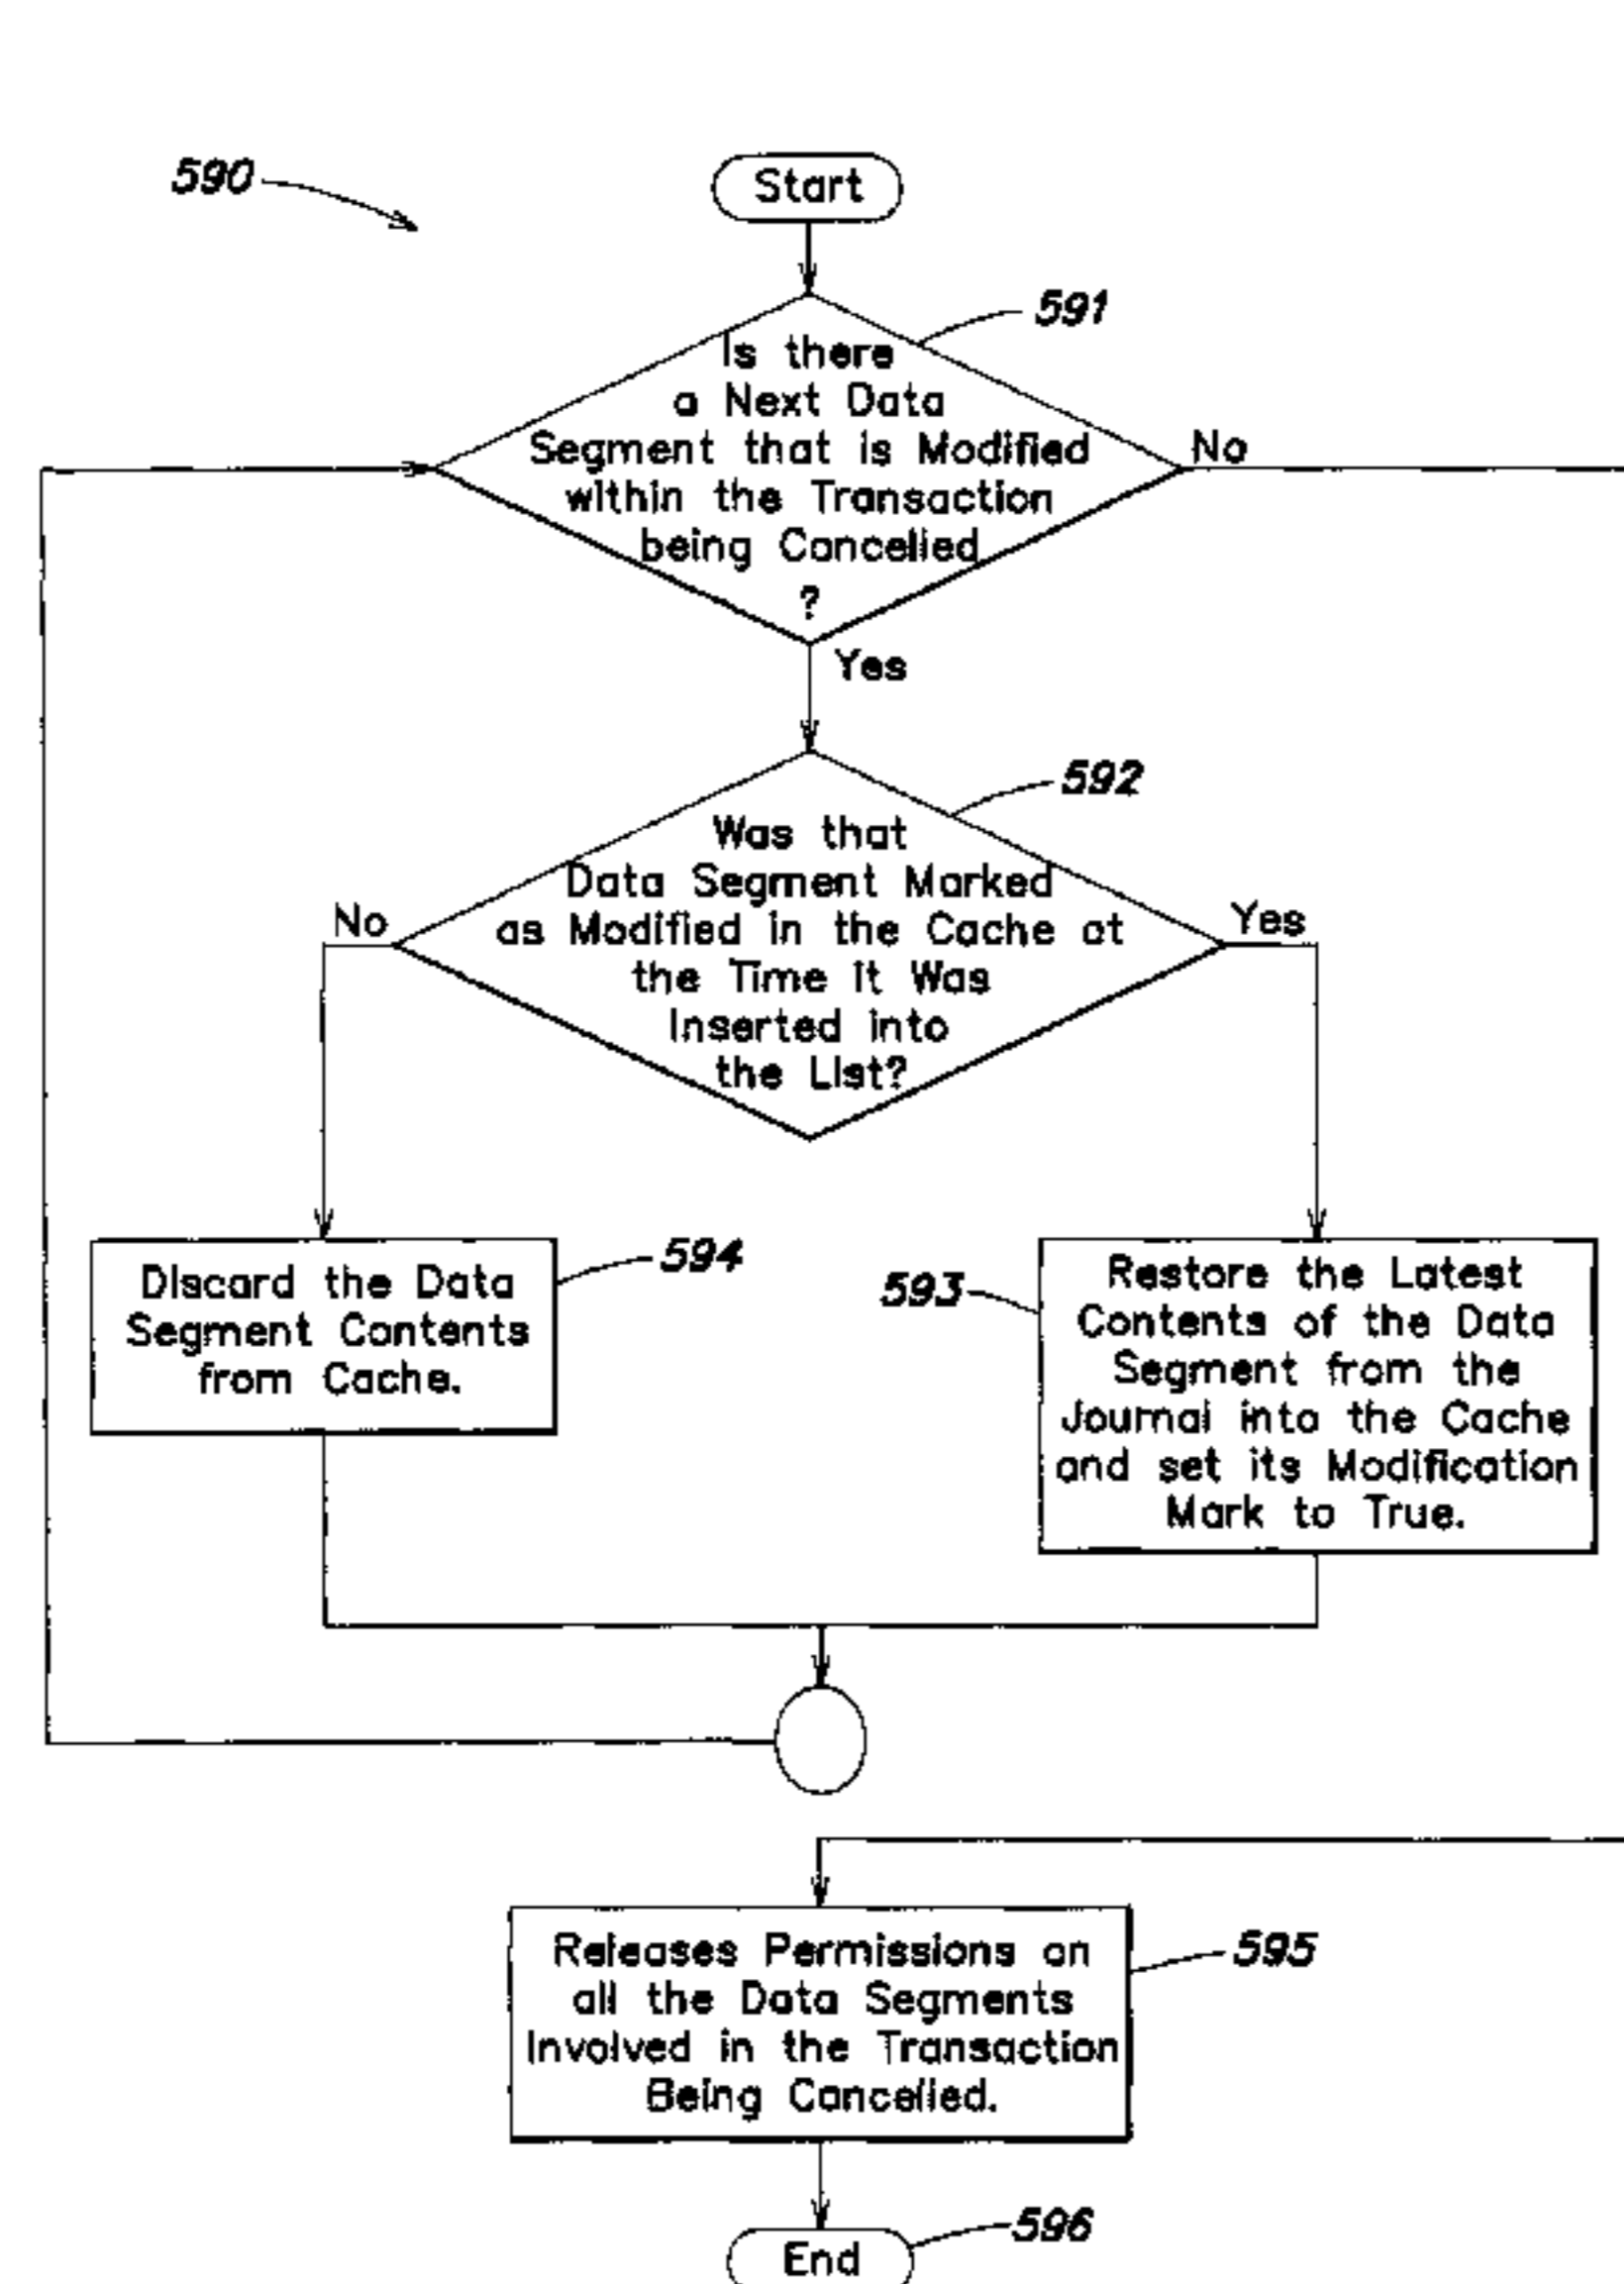 590
Start
591
Is there
a Next Data
Segment that is Modified
within the Transaction
being Cancelled
?
No
Yes
592
Was that
Data Segment Marked
as Modified in the Cache at
the Time it Was
Inserted into
the List?
No
Yes
594
Discard the Data
Segment Contents
from Cache.
593
Restore the Latest
Contents of the Data
Segment from the
Journal into the Cache
and set its Modification
Mark to True.
595
Releases Permissions on
all the Data Segments
Involved in the Transaction
Being Cancelled.
596
End